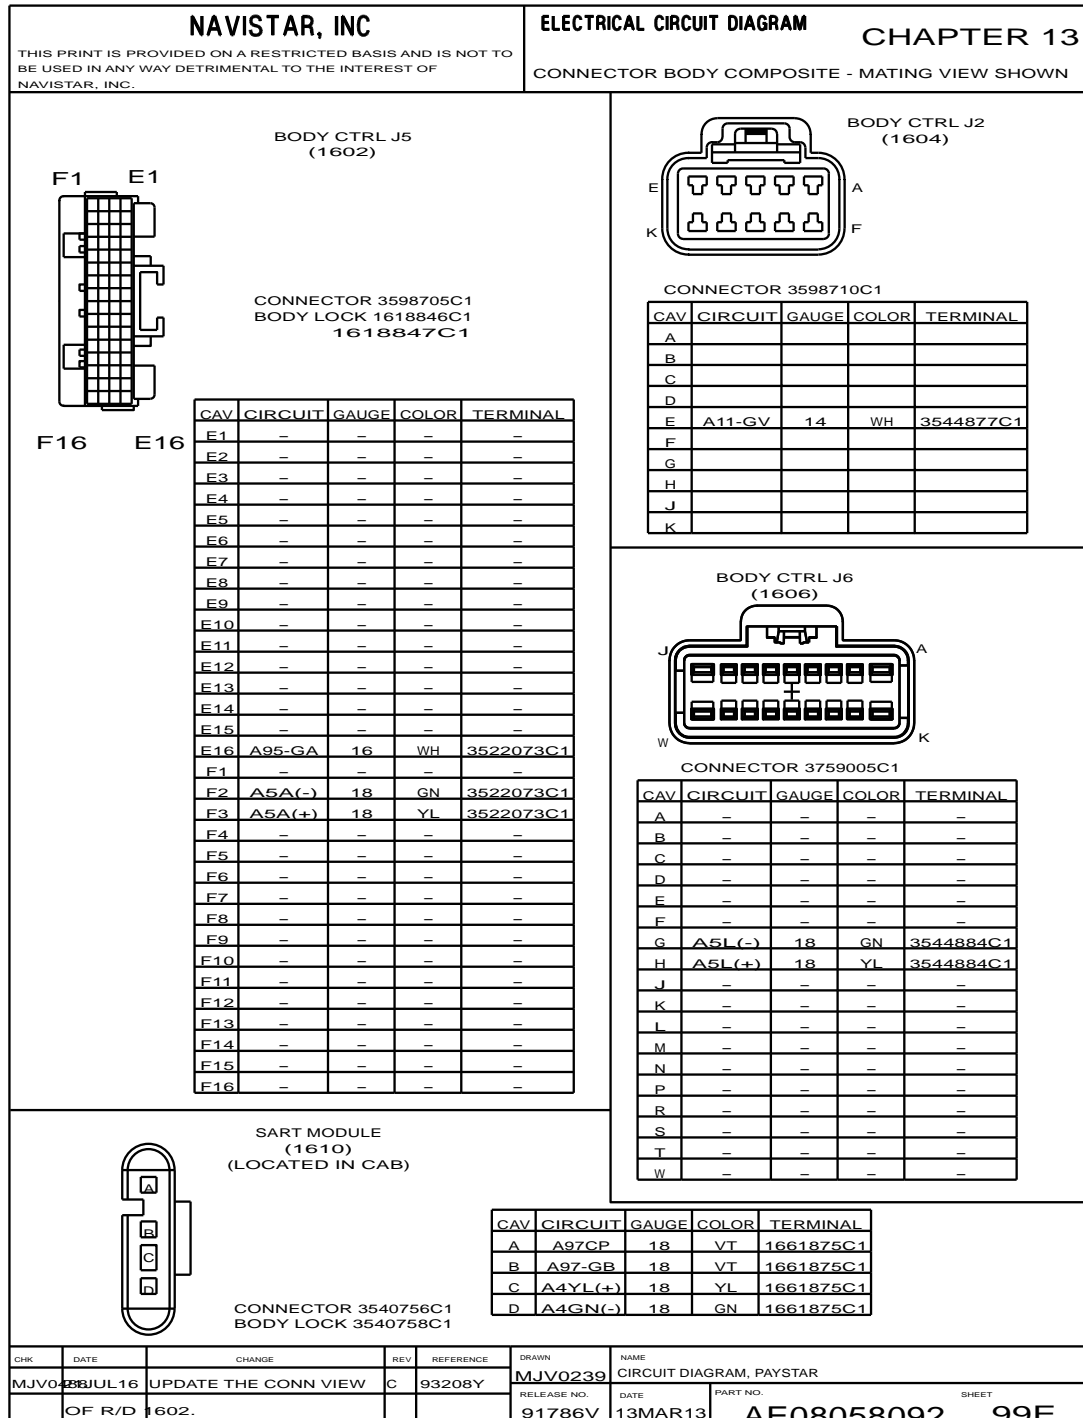 NAVISTAR, INC
THIS PRINT IS PROVIDED ON A RESTRICTED BASIS AND IS NOT TO
BE USED IN ANY WAY DETRIMENTAL TO THE INTEREST OF
NAVISTAR, INC.
ELECTRICAL CIRCUIT DIAGRAM
CHAPTER 13
CONNECTOR BODY COMPOSITE - MATING VIEW SHOWN
BODY CTRL J5
(1602)
F1 E1
F16 E16
CONNECTOR 3598705C1
BODY LOCK 1618846C1
1618847C1
CAV CIRCUIT GAUGE COLOR TERMINAL
E1 – – – –
E2 – – – –
E3 – – – –
E4 – – – –
E5 – – – –
E6 – – – –
E7 – – – –
E8 – – – –
E9 – – – –
E10 – – – –
E11 – – – –
E12 – – – –
E13 – – – –
E14 – – – –
E15 – – – –
E16 A95-GA 16 WH 3522073C1
F1 – – – –
F2 A5A(-) 18 GN 3522073C1
F3 A5A(+) 18 YL 3522073C1
F4 – – – –
F5 – – – –
F6 – – – –
F7 – – – –
F8 – – – –
F9 – – – –
F10 – – – –
F11 – – – –
F12 – – – –
F13 – – – –
F14 – – – –
F15 – – – –
F16 – – – –
BODY CTRL J2
(1604)
E A
K F
CONNECTOR 3598710C1
CAV CIRCUIT GAUGE COLOR TERMINAL
A
B
C
D
E A11-GV 14 WH 3544877C1
F
G
H
J
K
BODY CTRL J6
(1606)
J A
W K
CONNECTOR 3759005C1
CAV CIRCUIT GAUGE COLOR TERMINAL
A – – – –
B – – – –
C – – – –
D – – – –
E – – – –
F – – – –
G A5L(-) 18 GN 3544884C1
H A5L(+) 18 YL 3544884C1
J – – – –
K – – – –
L – – – –
M – – – –
N – – – –
P – – – –
R – – – –
S – – – –
T – – – –
W – – – –
SART MODULE
(1610)
(LOCATED IN CAB)
A
B
C
D
CONNECTOR 3540756C1
BODY LOCK 3540758C1
CAV CIRCUIT GAUGE COLOR TERMINAL
A A97CP 18 VT 1661875C1
B A97-GB 18 VT 1661875C1
C A4YL(+) 18 YL 1661875C1
D A4GN(-) 18 GN 1661875C1
CHK DATE CHANGE REV REFERENCE
UPDATE THE CONN VIEW C 93208Y
OF R/D 1602.
DRAWN
MJV0239
NAME
CIRCUIT DIAGRAM, PAYSTAR
RELEASE NO.
91786V
DATE
13MAR13
PART NO.
AE08058092
SHEET
99E